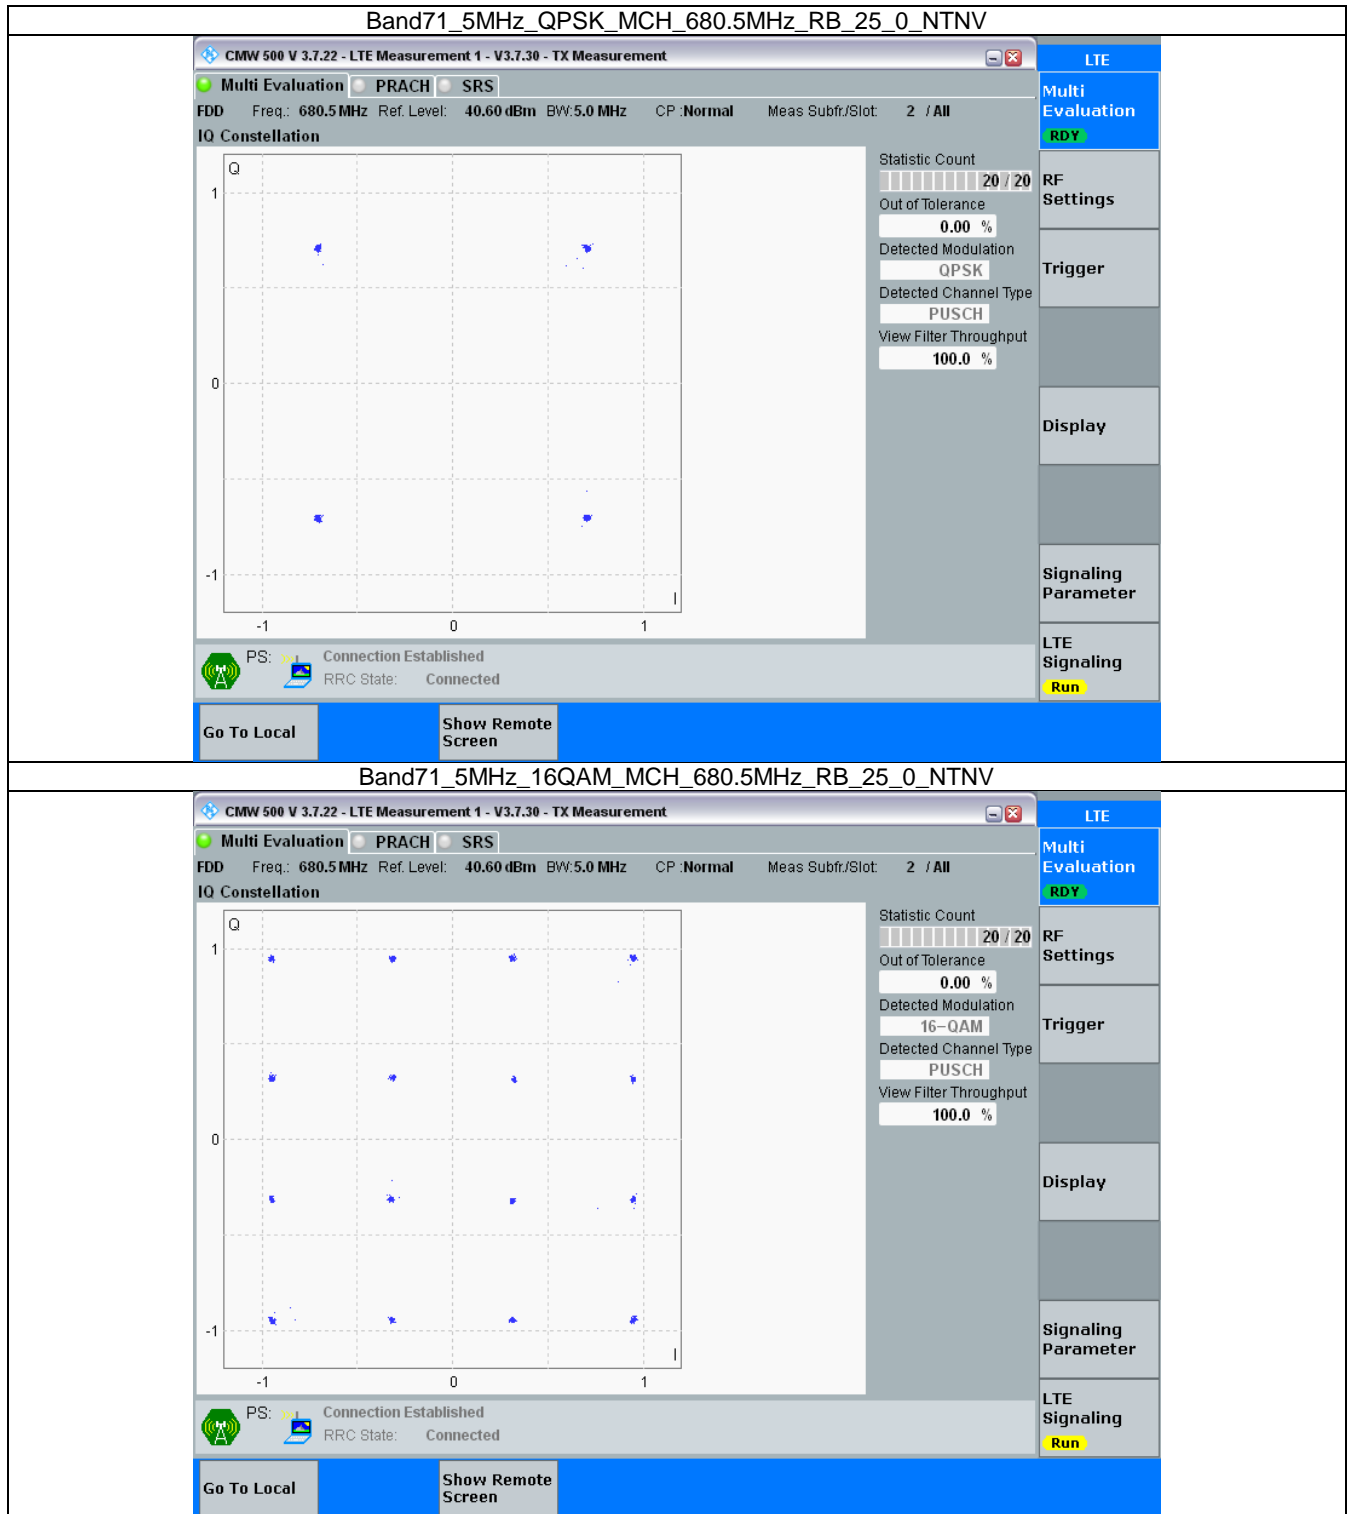 Band71_5MHz_QPSK_MCH_680.5MHz_RB_25_0_NTNV
CMW 500 V 3.7.22 - LTE Measurement 1 - V3.7.30 - TX Measurement
LTE
Multi Evaluation PRACH SRS
FDD Freq.: 680.5 MHz Ref. Level: 40.60 dBm BW:5.0 MHz CP :Normal Meas Subfr./Slot: 2 / All
IQ Constellation
Q
1
0
-1
I
-1 0 1
Statistic Count
20 / 20
Out of Tolerance
0.00 %
Detected Modulation
QPSK
Detected Channel Type
PUSCH
View Filter Throughput
100.0 %
Multi
Evaluation
RDY
RF
Settings
Trigger
Display
Signaling
Parameter
LTE
Signaling
Run
PS: Connection Established
RRC State: Connected
Go To Local
Show Remote
Screen
Band71_5MHz_16QAM_MCH_680.5MHz_RB_25_0_NTNV
CMW 500 V 3.7.22 - LTE Measurement 1 - V3.7.30 - TX Measurement
LTE
Multi Evaluation PRACH SRS
FDD Freq.: 680.5 MHz Ref. Level: 40.60 dBm BW:5.0 MHz CP :Normal Meas Subfr./Slot: 2 / All
IQ Constellation
Q
1
0
-1
I
-1 0 1
Statistic Count
20 / 20
Out of Tolerance
0.00 %
Detected Modulation
16-QAM
Detected Channel Type
PUSCH
View Filter Throughput
100.0 %
Multi
Evaluation
RDY
RF
Settings
Trigger
Display
Signaling
Parameter
LTE
Signaling
Run
PS: Connection Established
RRC State: Connected
Go To Local
Show Remote
Screen